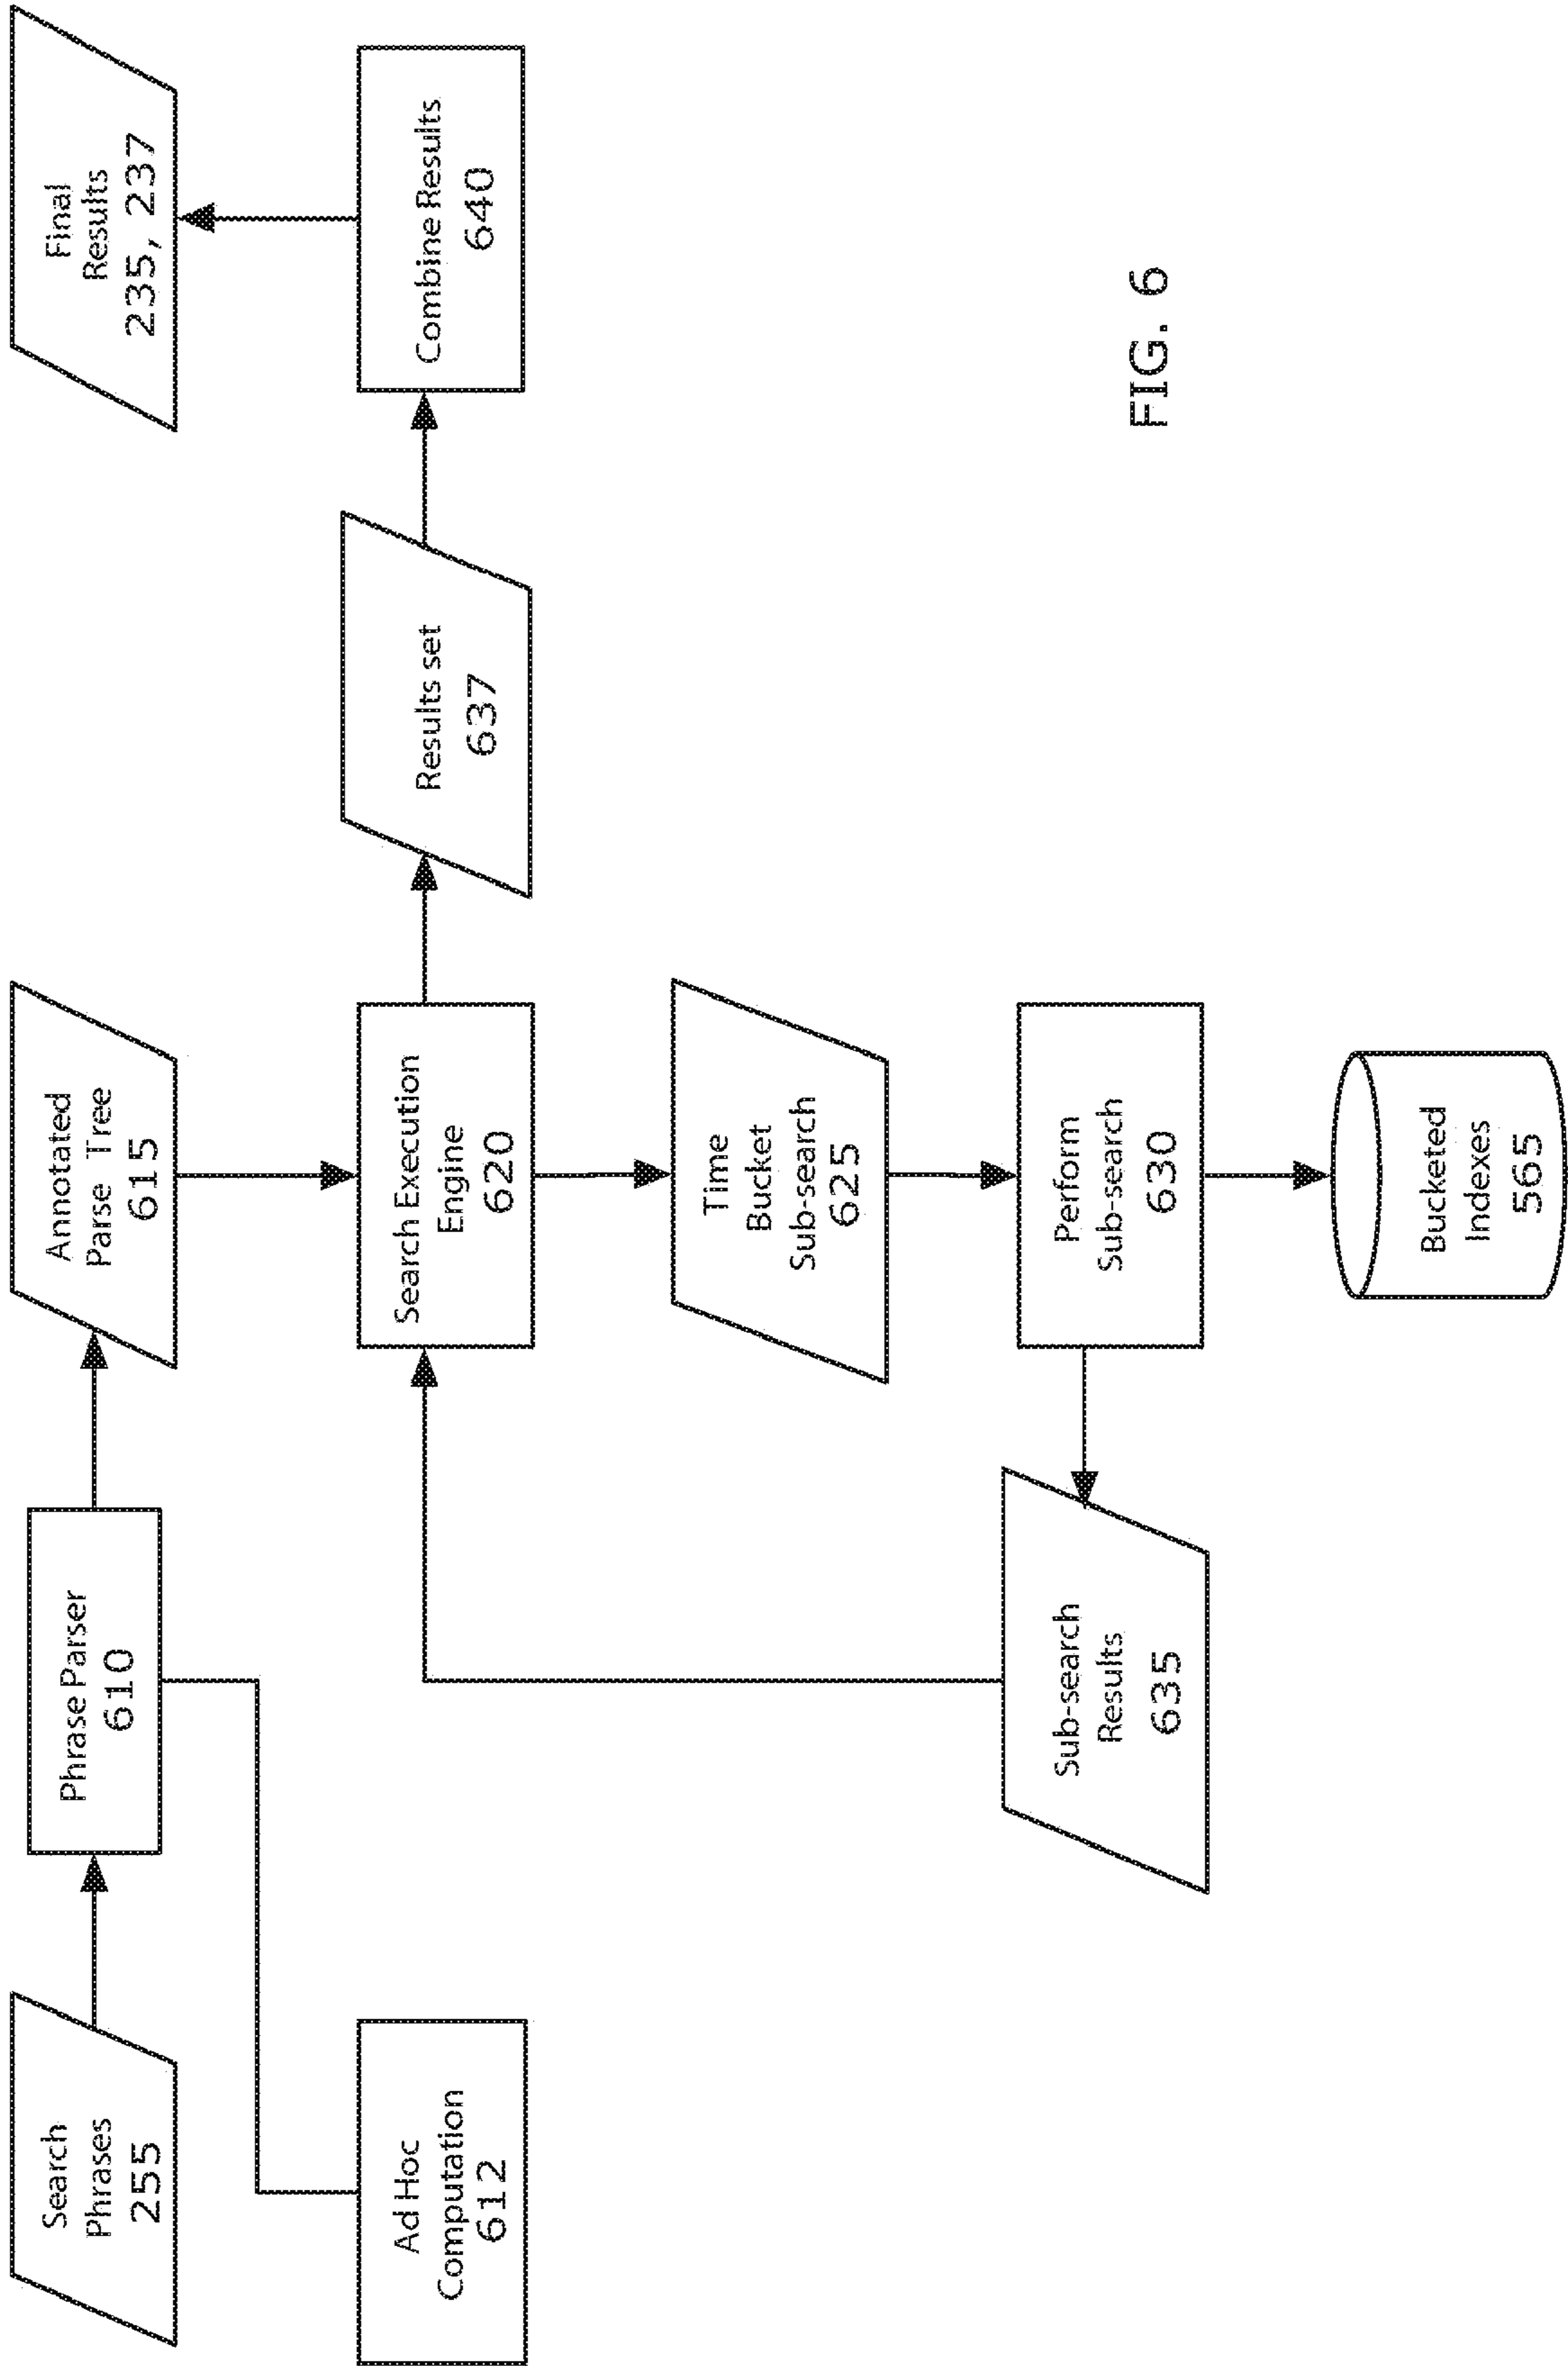 Search
Phrases
255
Phrase Parser
610
Annotated
Parse Tree
615
Final
Results
235, 237
Ad Hoc
Computation
612
Search Execution
Engine
620
Results set
637
Combine Results
640
Time
Bucket
Sub-search
625
Sub-search
Results
635
Perform
Sub-search
630
Bucketed
Indexes
565
FIG. 6